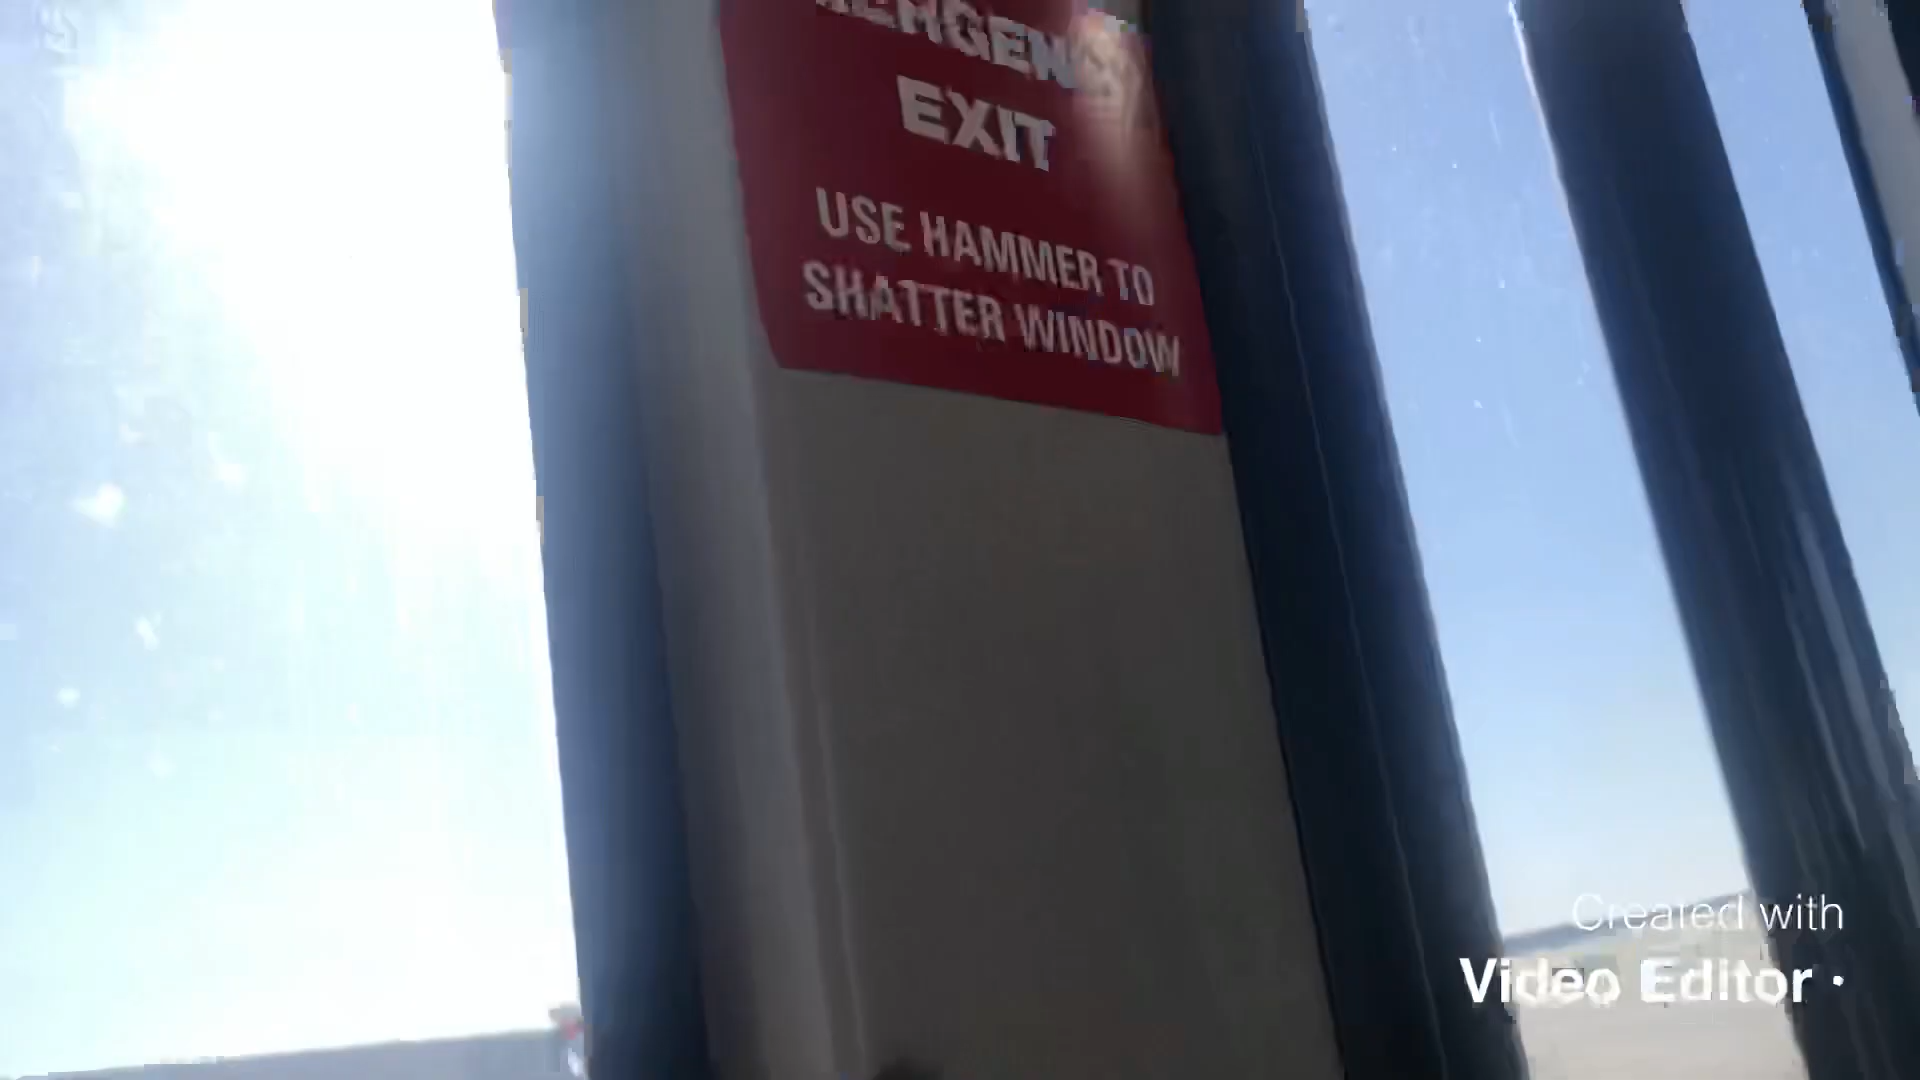 EXIT
USE HAMMER TO
SHATTER WINDOW
Created with
Video Editor